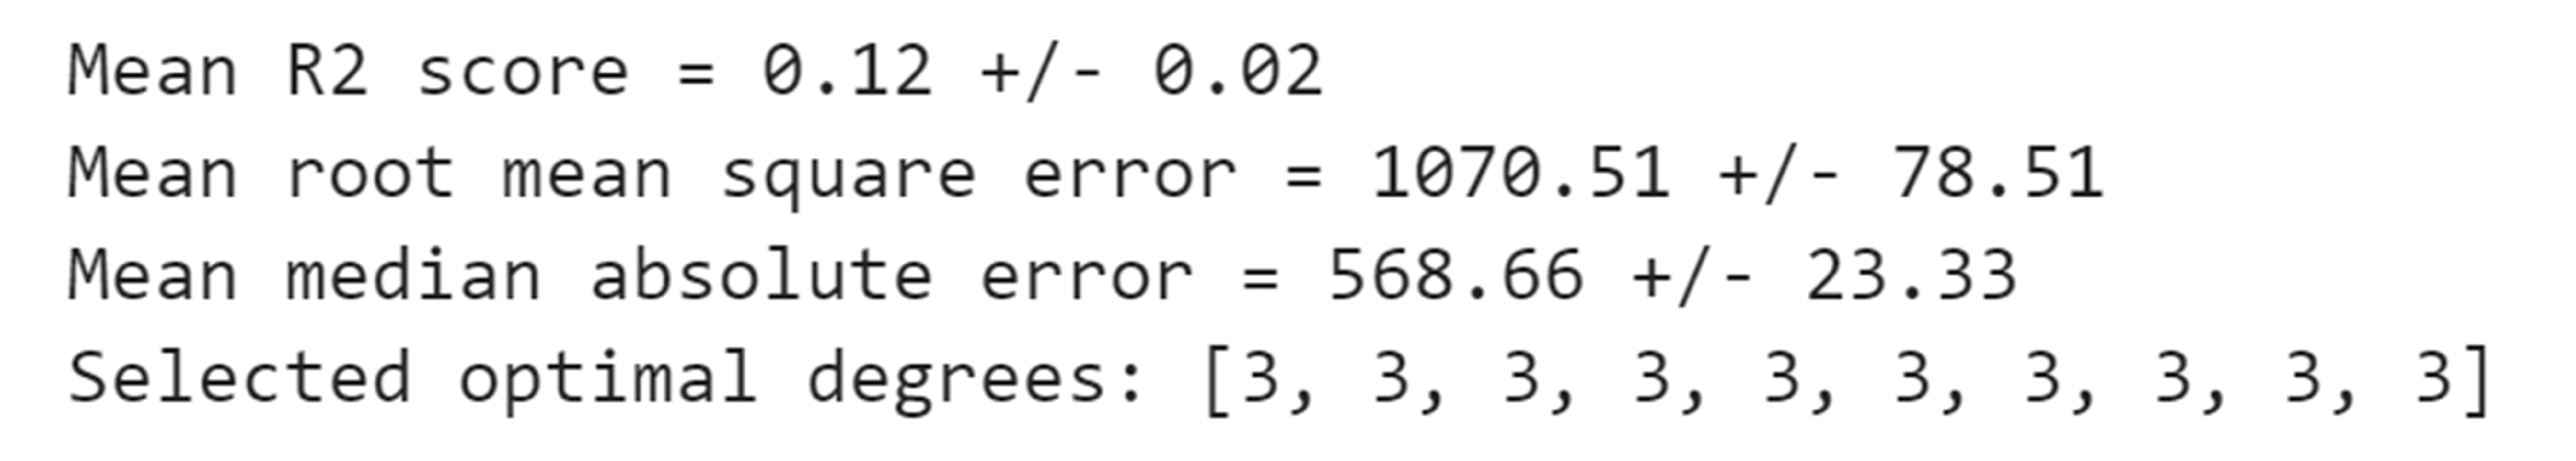 Mean R2 score = 0.12 +/- 0.02
Mean root mean square error = 1070.51 +/- 78.51
Mean median absolute error = 568.66 +/- 23.33
Selected optimal degrees: [3, 3, 3, 3, 3, 3, 3, 3, 3, 3]